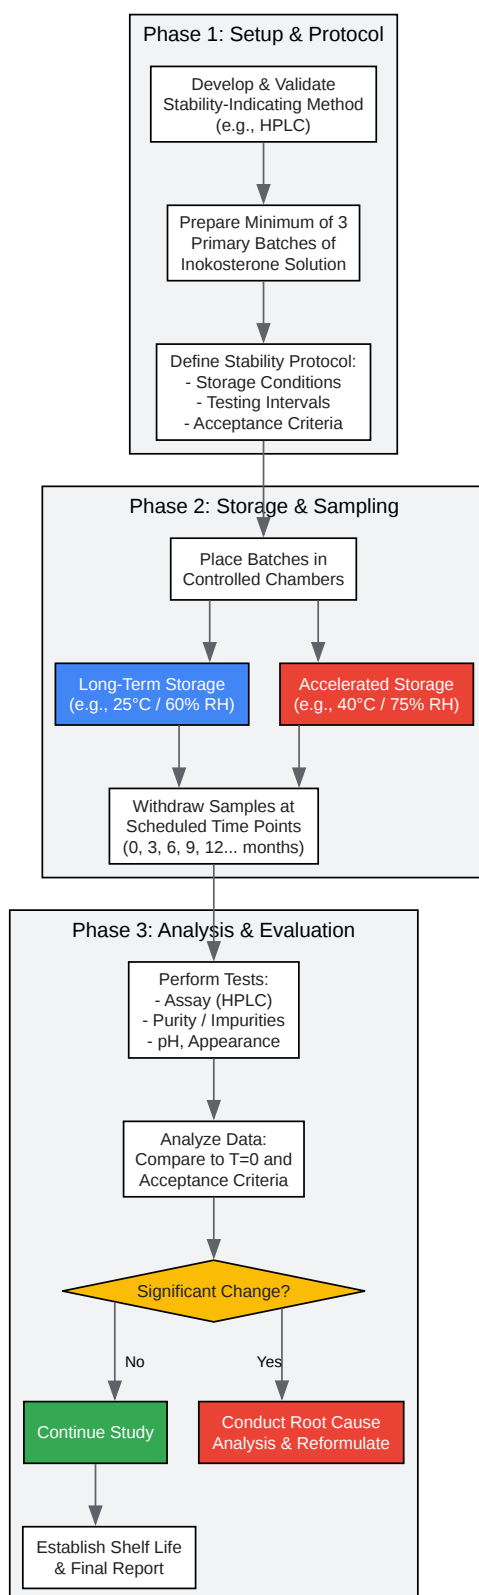 Phase 1: Setup & Protocol
Develop & Validate
Stability-Indicating Method
(e.g., HPLC)
Prepare Minimum of 3
Primary Batches of
Inokosterone Solution
Define Stability Protocol:
- Storage Conditions
- Testing Intervals
- Acceptance Criteria
Phase 2: Storage & Sampling
Place Batches in
Controlled Chambers
Long-Term Storage
(e.g., 25°C / 60% RH)
Accelerated Storage
(e.g., 40°C / 75% RH)
Withdraw Samples at
Scheduled Time Points
(0, 3, 6, 9, 12... months)
Phase 3: Analysis & Evaluation
Perform Tests:
- Assay (HPLC)
- Purity / Impurities
- pH, Appearance
Analyze Data:
Compare to T=0 and
Acceptance Criteria
Significant Change?
No
Yes
Continue Study
Conduct Root Cause
Analysis & Reformulate
Establish Shelf Life
& Final Report